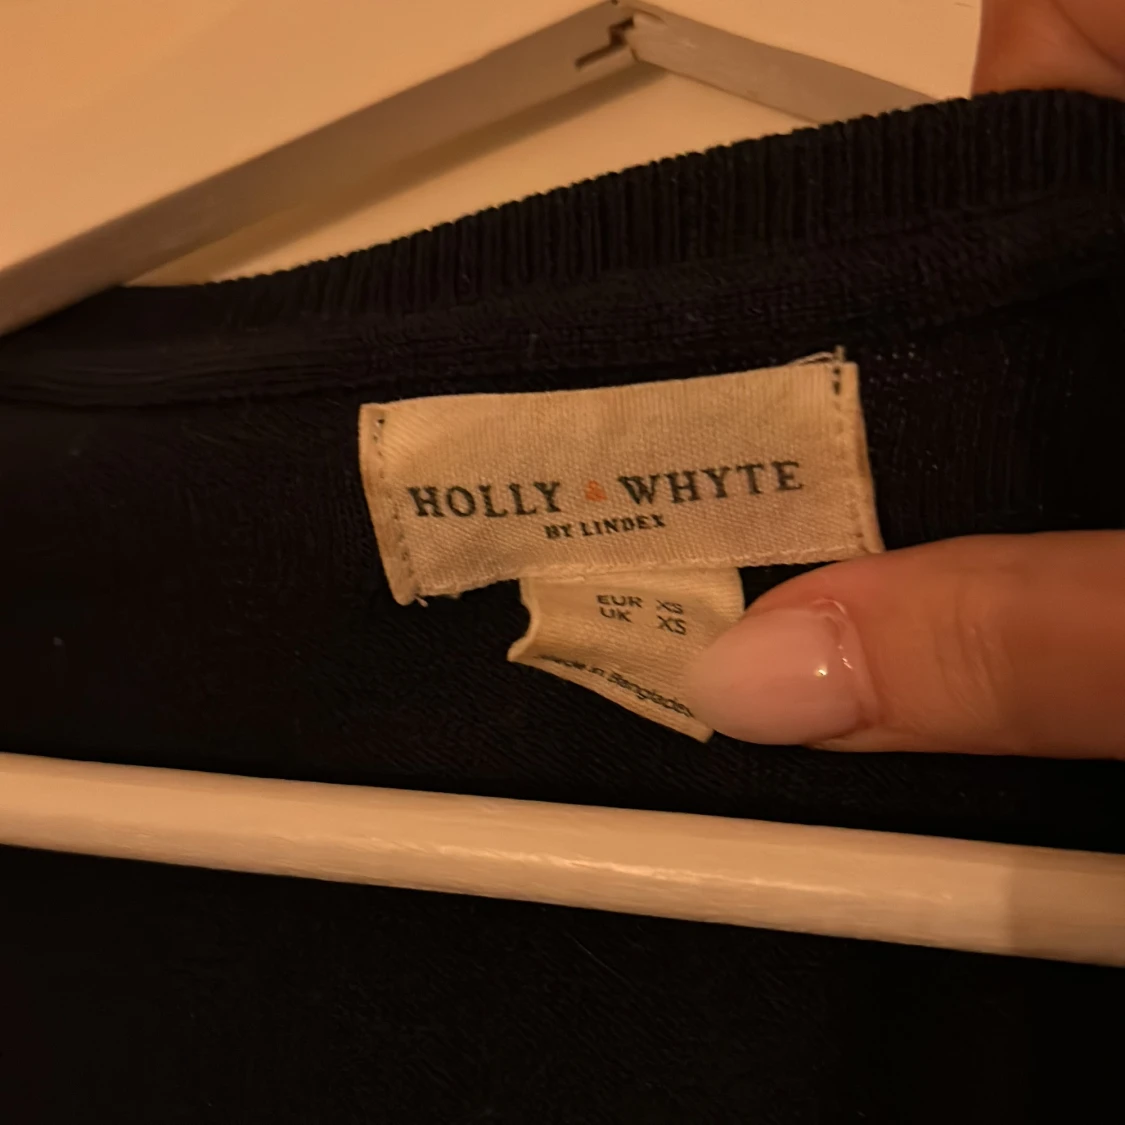 HOLLY & WHYTE
BY LINDEX
EUR XS
UK XS
Made in Banglades